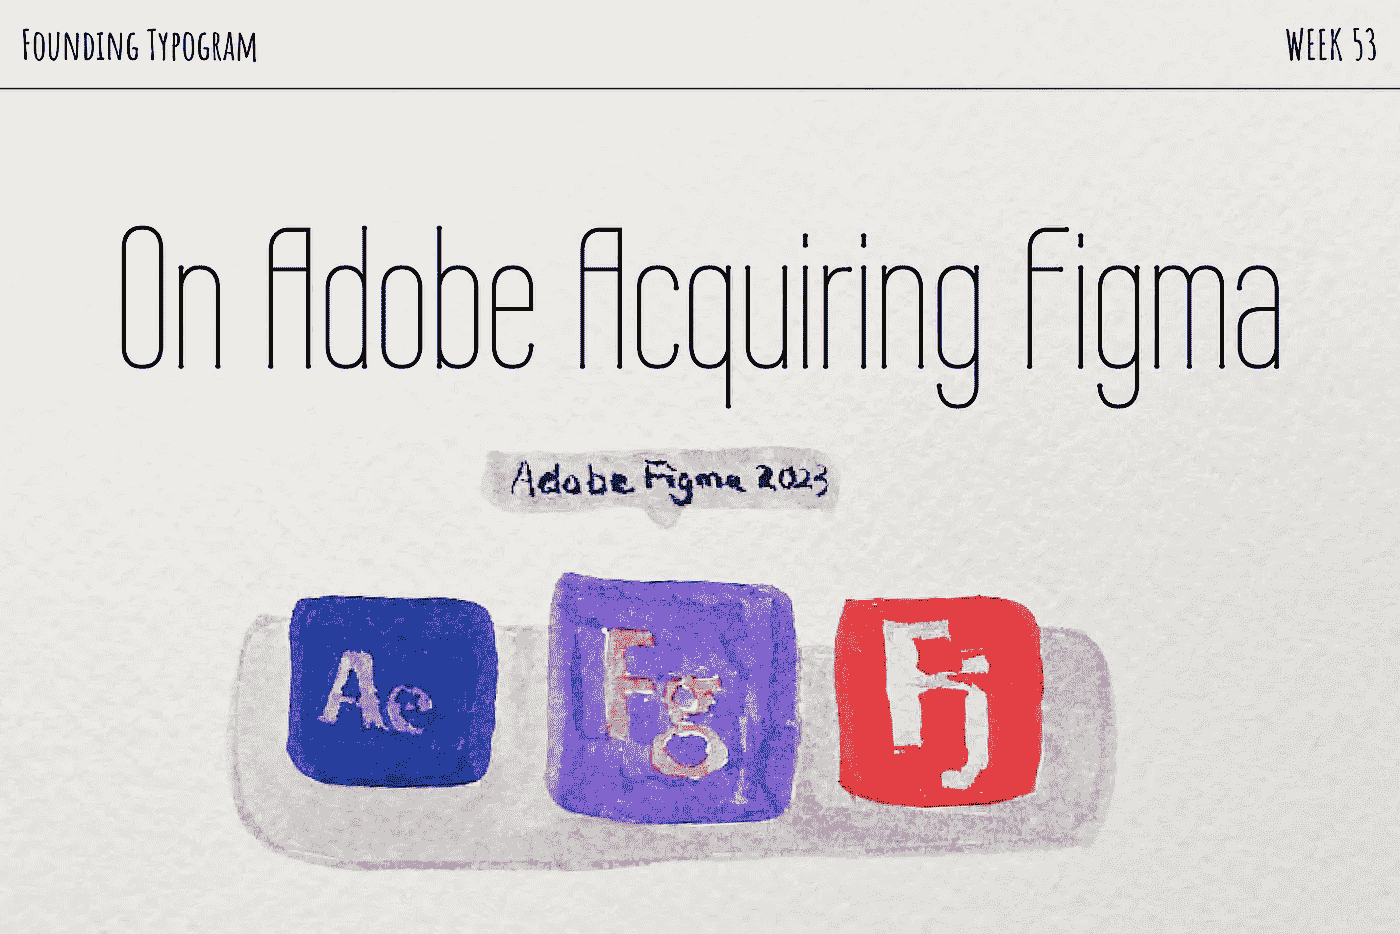 Founding Typogram
WEEK 53
On Adobe Acquiring Figma
Adobe Figma 2023
Ae
Fg
Fj